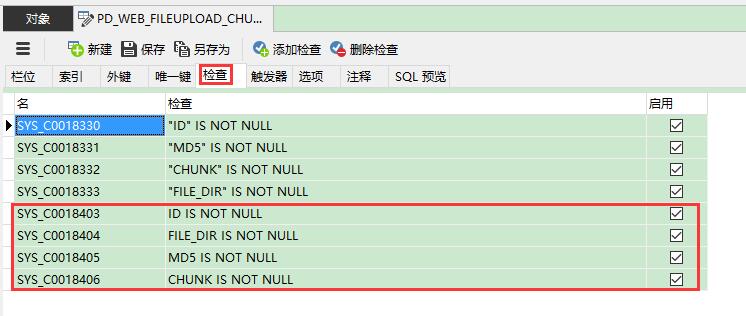 对象 PD_WEB_FILEUPLOAD_CHU...
新建 保存 另存为 添加检查 删除检查
栏位 索引 外键 唯一键 检查 触发器 选项 注释 SQL 预览
名 检查 启用
SYS_C0018330 "ID" IS NOT NULL
SYS_C0018331 "MD5" IS NOT NULL
SYS_C0018332 "CHUNK" IS NOT NULL
SYS_C0018333 "FILE_DIR" IS NOT NULL
SYS_C0018403 ID IS NOT NULL
SYS_C0018404 FILE_DIR IS NOT NULL
SYS_C0018405 MD5 IS NOT NULL
SYS_C0018406 CHUNK IS NOT NULL